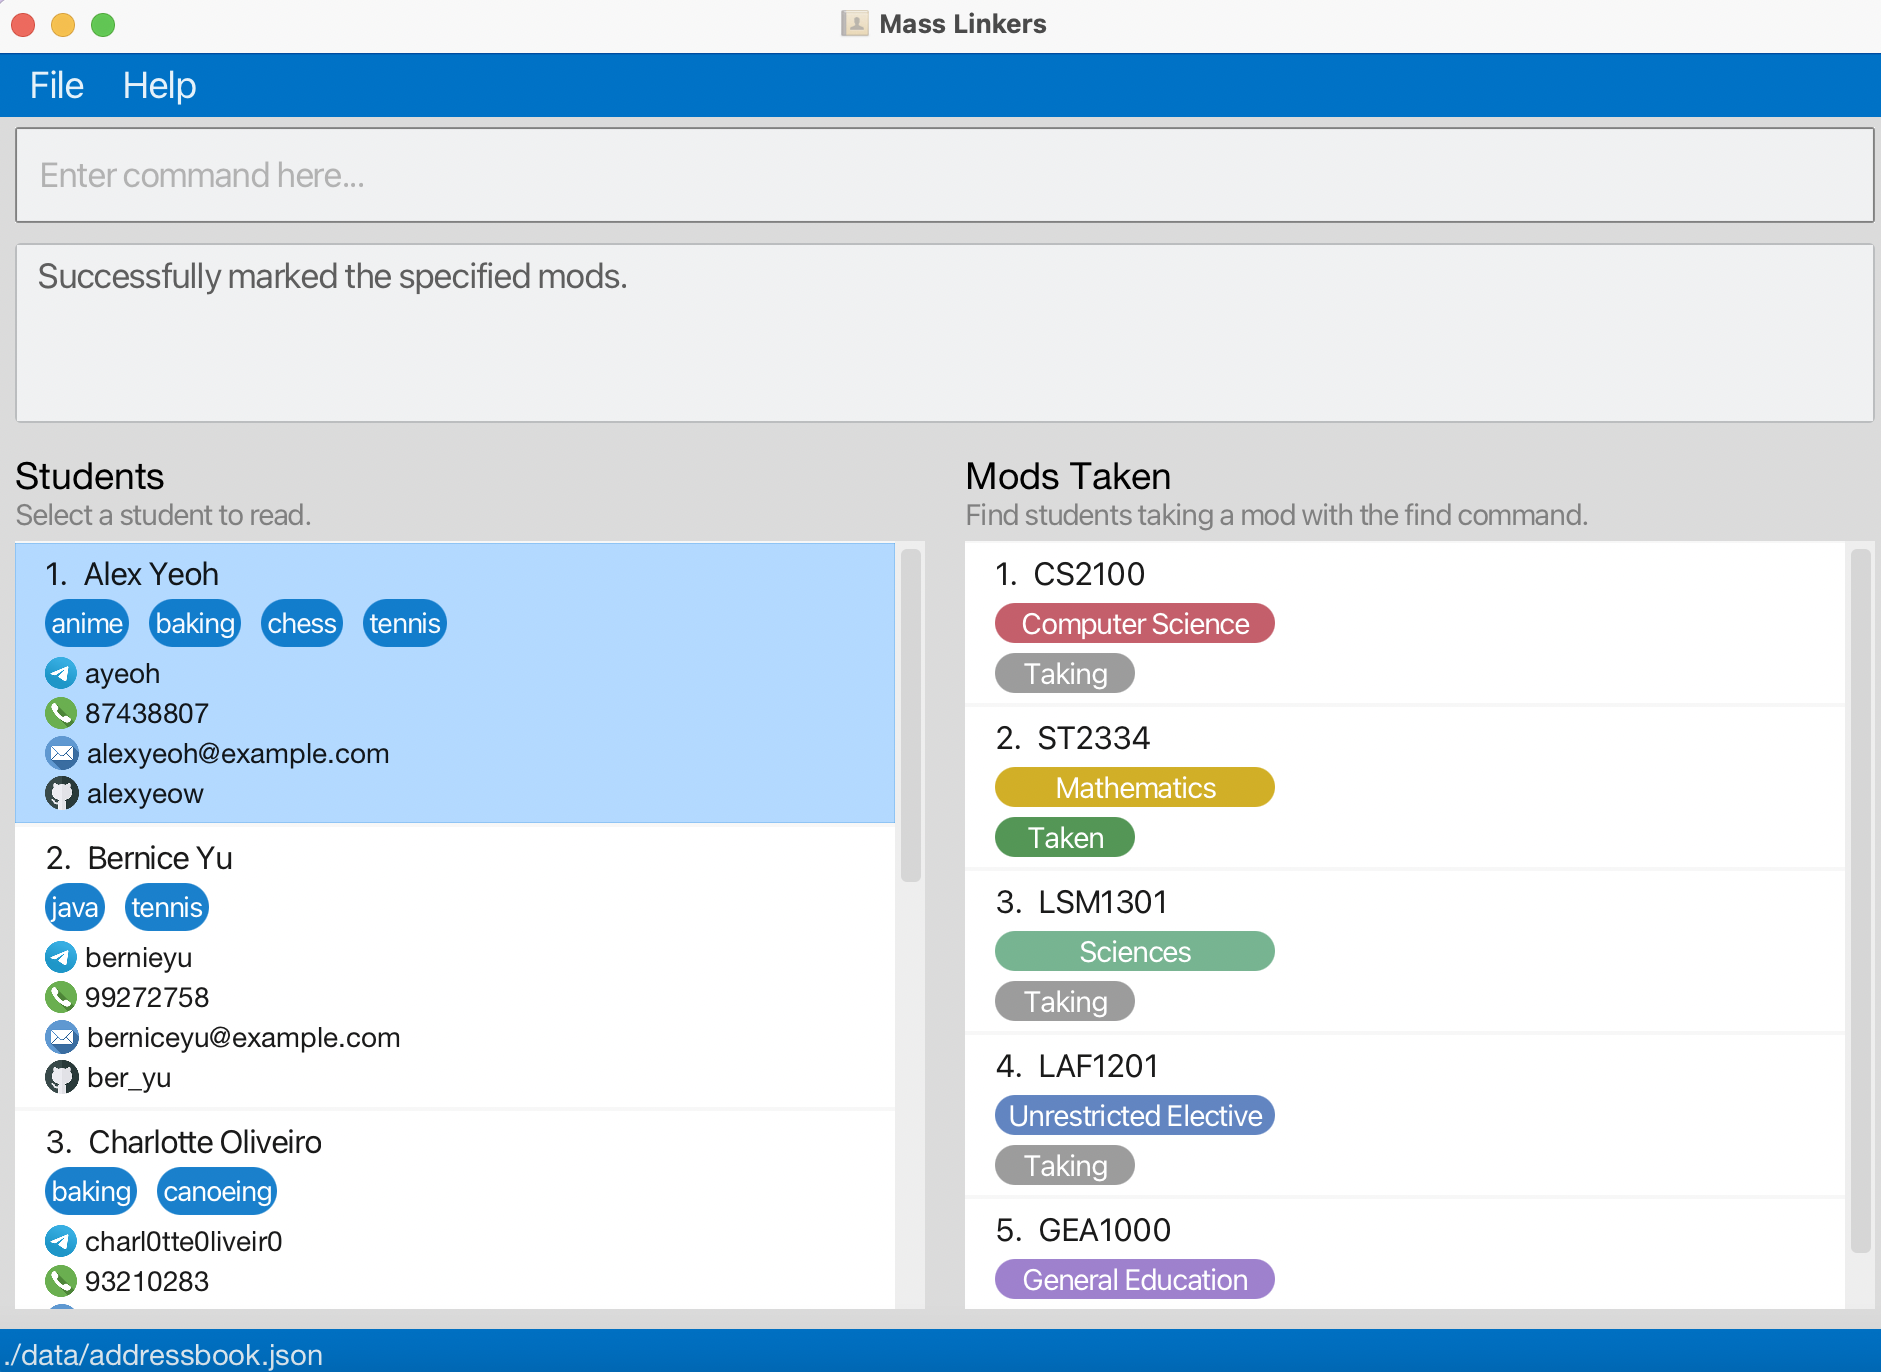 Mass Linkers
File Help
Enter command here...
Successfully marked the specified mods.
Students
Select a student to read.
1. Alex Yeoh
anime baking chess tennis
ayeoh
87438807
alexyeoh@example.com
alexyeow
2. Bernice Yu
java tennis
bernieyu
99272758
berniceyu@example.com
ber_yu
3. Charlotte Oliveiro
baking canoeing
charl0tte0liveir0
93210283
Mods Taken
Find students taking a mod with the find command.
1. CS2100
Computer Science
Taking
2. ST2334
Mathematics
Taken
3. LSM1301
Sciences
Taking
4. LAF1201
Unrestricted Elective
Taking
5. GEA1000
General Education
./data/addressbook.json